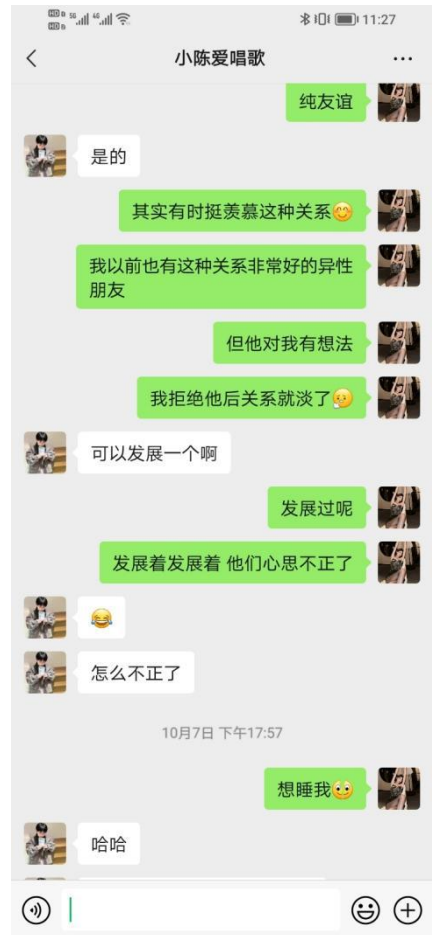 HD 5G 4G 11:27
小陈爱唱歌
纯友谊
是的
其实有时挺羡慕这种关系😊
我以前也有这种关系非常好的异性
朋友
但他对我有想法
我拒绝他后关系就淡了🥺
可以发展一个啊
发展过呢
发展着发展着 他们心思不正了
😂
怎么不正了
10月7日 下午17:57
想睡我🥺
哈哈